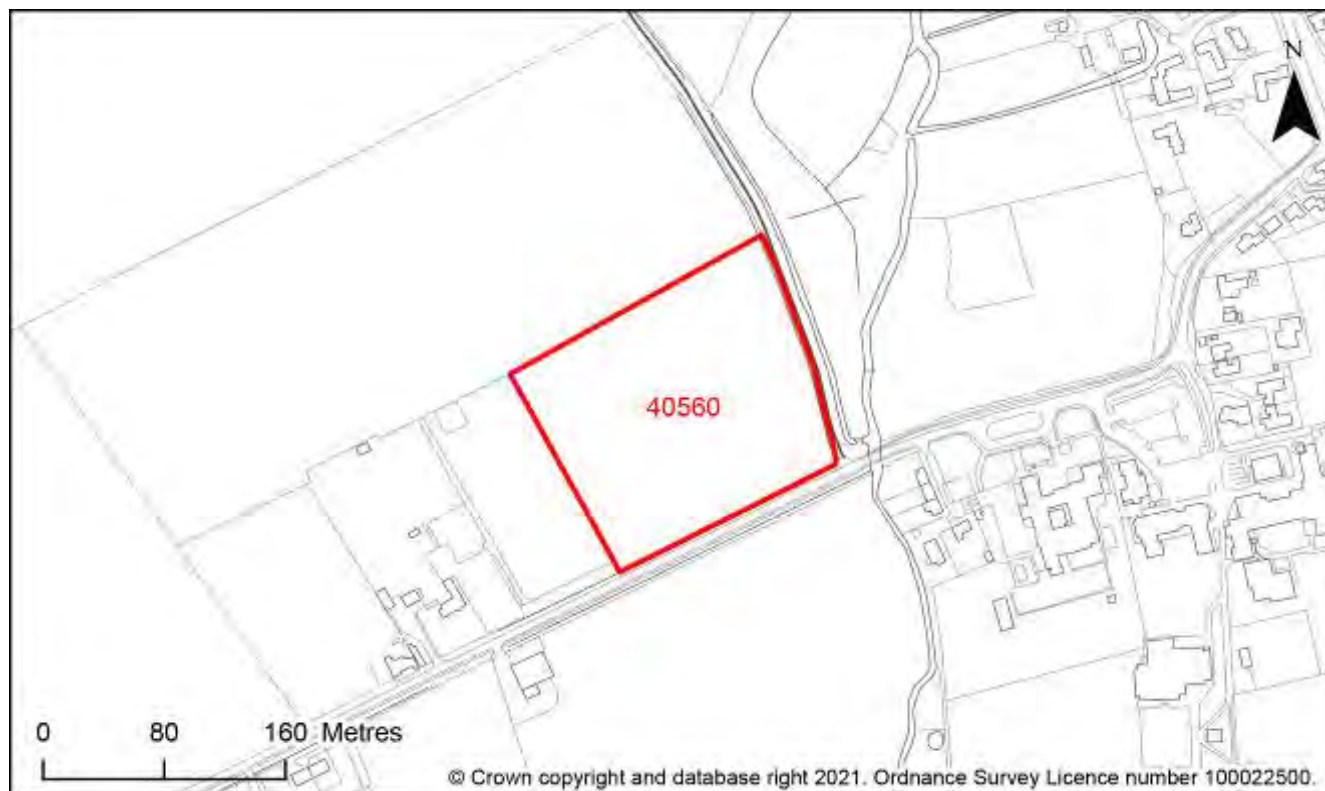 N
40560
0 80 160 Metres
© Crown copyright and database right 2021. Ordnance Survey Licence number 100022500.